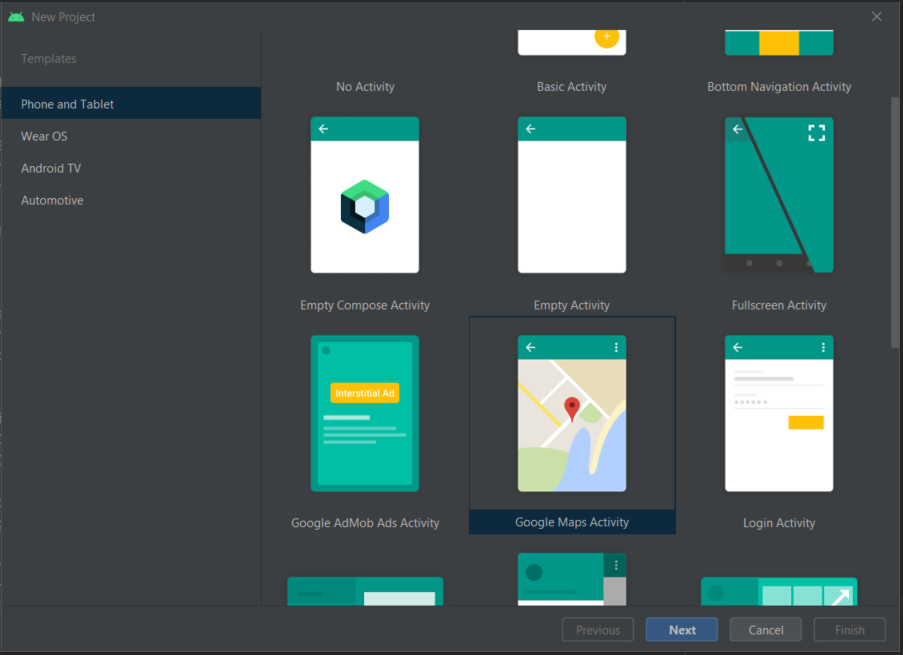 New Project
Templates
Phone and Tablet
Wear OS
Android TV
Automotive
No Activity
Basic Activity
Bottom Navigation Activity
Empty Compose Activity
Empty Activity
Fullscreen Activity
Interstitial Ad
Google AdMob Ads Activity
Google Maps Activity
Login Activity
Previous
Next
Cancel
Finish